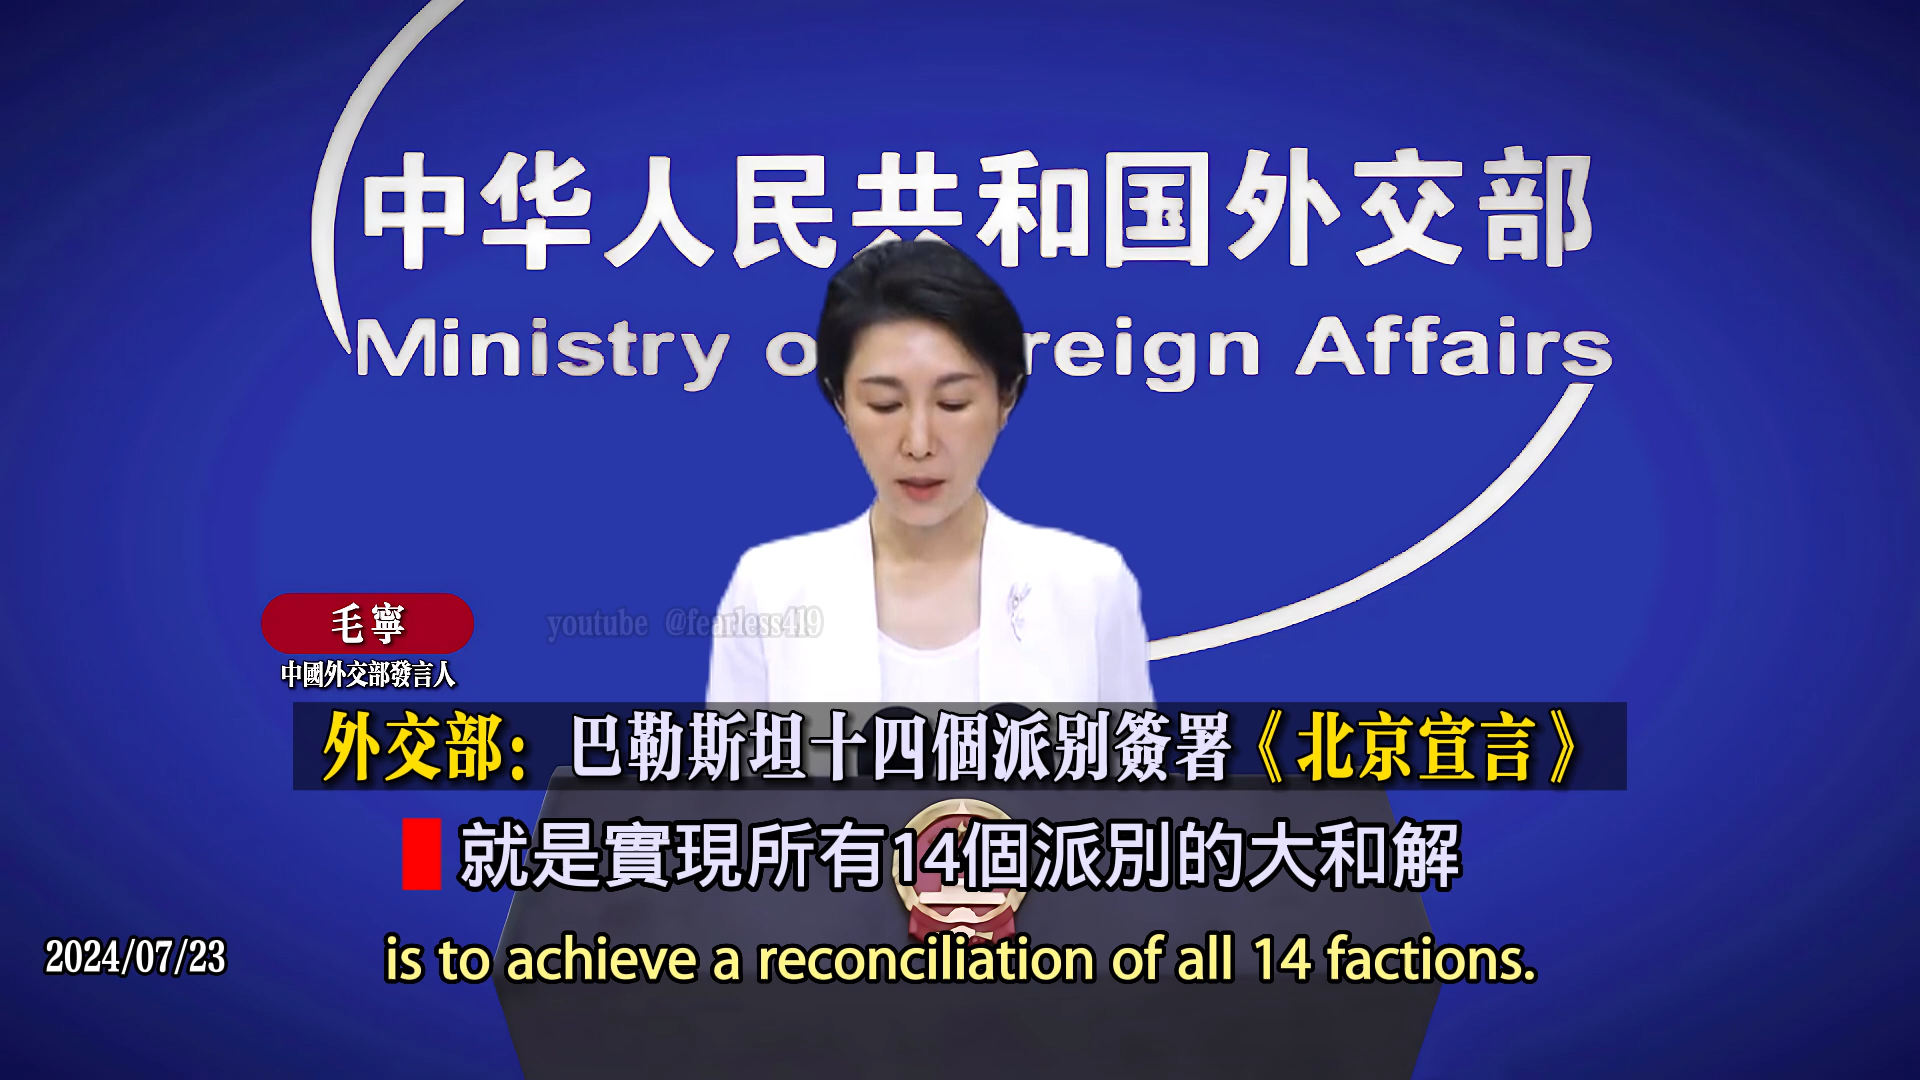 中华人民共和国外交部
Ministry of Foreign Affairs
毛寧
youtube @fearless419
中國外交部發言人
外交部：巴勒斯坦十四個派別簽署《北京宣言》
就是實現所有14個派別的大和解
2024/07/23
is to achieve a reconciliation of all 14 factions.